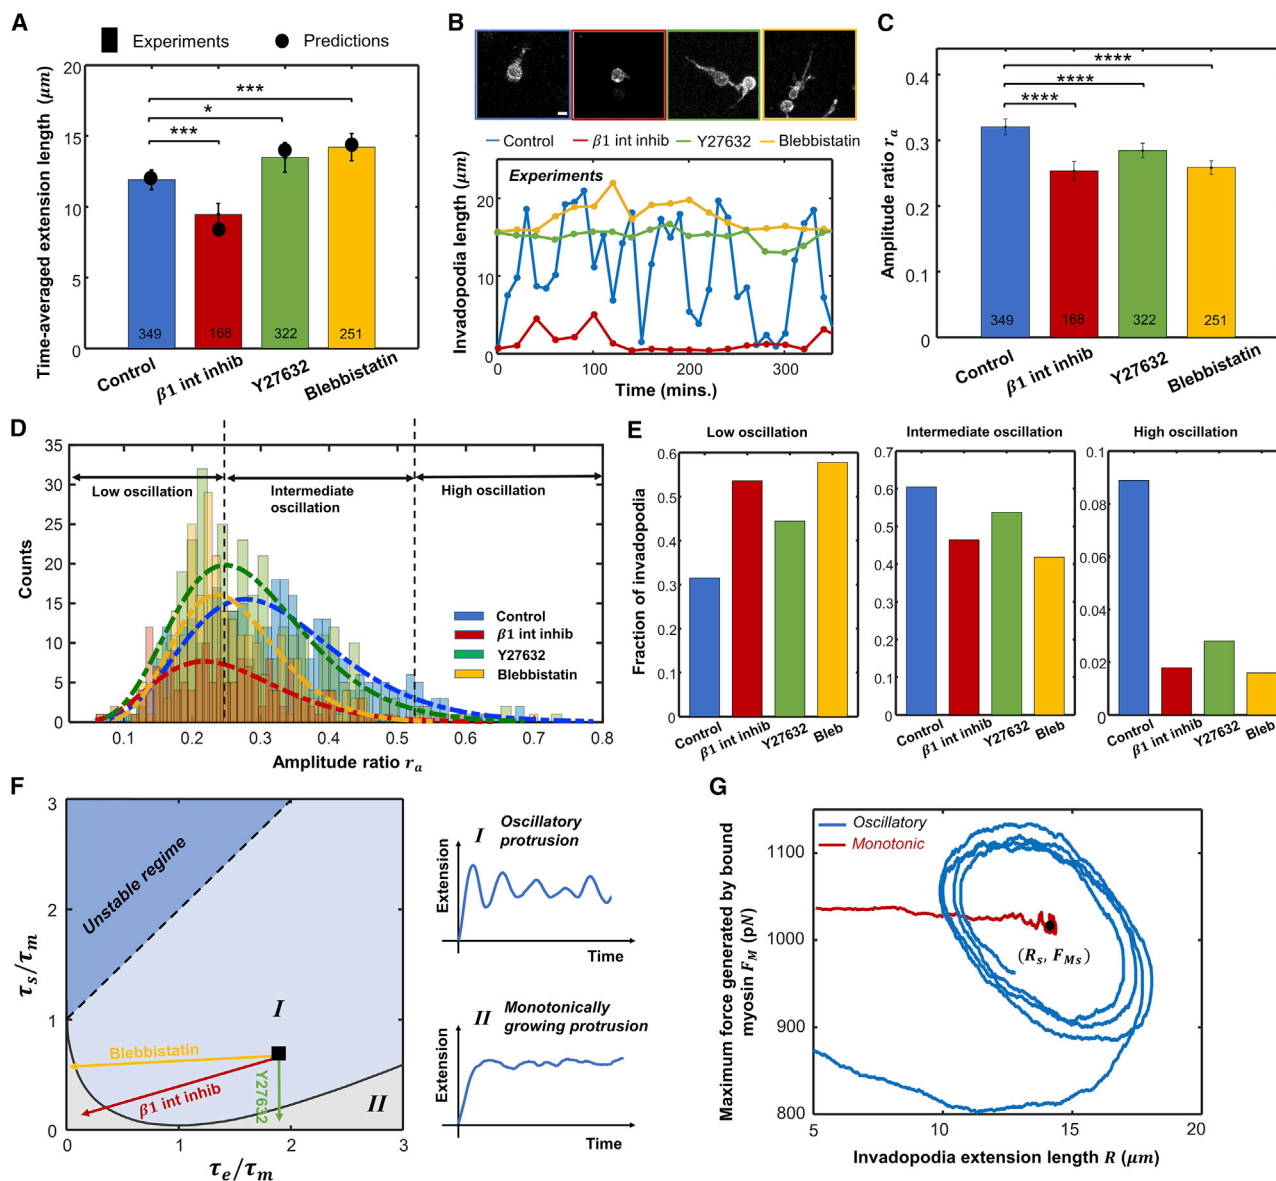 A
Experiments
Predictions
Time-averaged extension length (μm)
20
15
10
5
0
***
*
***
349
168
322
251
Control
β1 int inhib
Y27632
Blebbistatin
B
Control
β1 int inhib
Y27632
Blebbistatin
Experiments
Invadopodia length (μm)
20
10
0
0
100
200
300
Time (mins.)
C
Amplitude ratio r_a
0.4
0.3
0.2
0.1
0
****
****
****
349
168
322
251
Control
β1 int inhib
Y27632
Blebbistatin
D
Counts
35
30
25
20
15
10
5
0
Low oscillation
Intermediate
oscillation
High oscillation
Control
β1 int inhib
Y27632
Blebbistatin
0.1
0.2
0.3
0.4
0.5
0.6
0.7
0.8
Amplitude ratio r_a
E
Fraction of invadopodia
Low oscillation
0.6
0.5
0.4
0.3
0.2
0.1
0
Control
β1 int inhib
Y27632
Bleb
Intermediate oscillation
0.7
0.6
0.5
0.4
0.3
0.2
0.1
0
Control
β1 int inhib
Y27632
Bleb
High oscillation
0.1
0.08
0.06
0.04
0.02
0
Control
β1 int inhib
Y27632
Bleb
F
τ_s/τ_m
3
2
1
0
Unstable regime
I
Blebbistatin
β1 int inhib
Y27632
II
0
1
2
3
τ_e/τ_m
I
Oscillatory
protrusion
Extension
Time
II
Monotonically
growing protrusion
Extension
Time
G
Oscillatory
Monotonic
Maximum force generated by bound
myosin F_M (pN)
1100
1000
900
800
(R_s, F_Ms)
5
10
15
20
Invadopodia extension length R (μm)